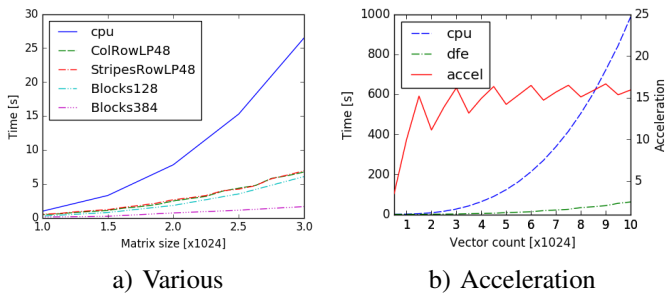 30
25
20
15
10
5
0
Time [s]
cpu
ColRowLP48
StripesRowLP48
Blocks128
Blocks384
1.0 1.5 2.0 2.5 3.0
Matrix size [x1024]
a) Various
1000
800
600
400
200
0
Time [s]
cpu
dfe
accel
25
20
15
10
5
Acceleration
1 2 3 4 5 6 7 8 9 10
Vector count [x1024]
b) Acceleration